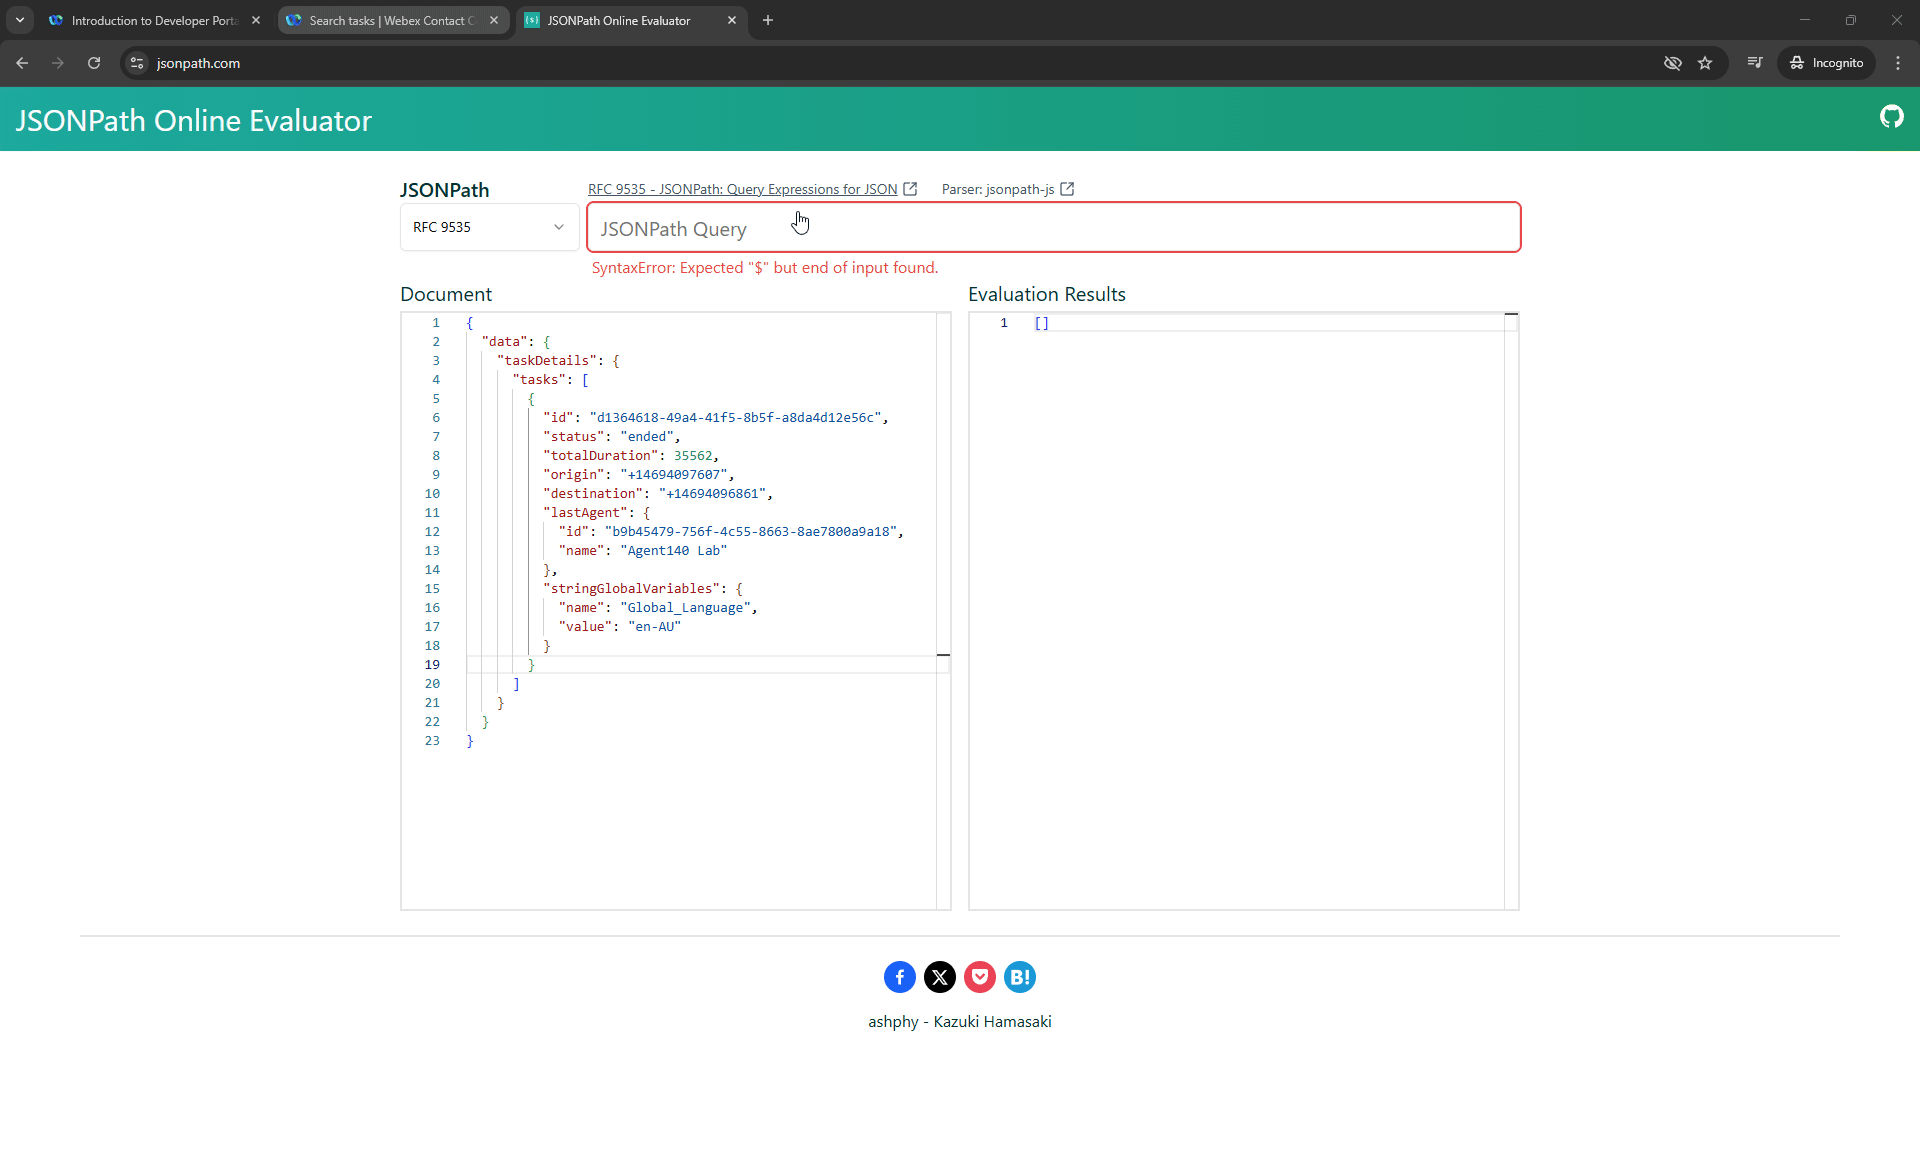 Introduction to Developer Porta
Search tasks | Webex Contact C
JSONPath Online Evaluator
jsonpath.com
Incognito
JSONPath Online Evaluator
JSONPath
RFC 9535 - JSONPath: Query Expressions for JSON
Parser: jsonpath-js
RFC 9535
JSONPath Query
SyntaxError: Expected "$" but end of input found.
Document
1 {
2 "data": {
3 "taskDetails": {
4 "tasks": [
5 {
6 "id": "d1364618-49a4-41f5-8b5f-a8da4d12e56c",
7 "status": "ended",
8 "totalDuration": 35562,
9 "origin": "+14694097607",
10 "destination": "+14694096861",
11 "lastAgent": {
12 "id": "b9b45479-756f-4c55-8663-8ae7800a9a18",
13 "name": "Agent140 Lab"
14 },
15 "stringGlobalVariables": {
16 "name": "Global_Language",
17 "value": "en-AU"
18 }
19 }
20 ]
21 }
22 }
23 }
Evaluation Results
1 []
B!
ashphy - Kazuki Hamasaki